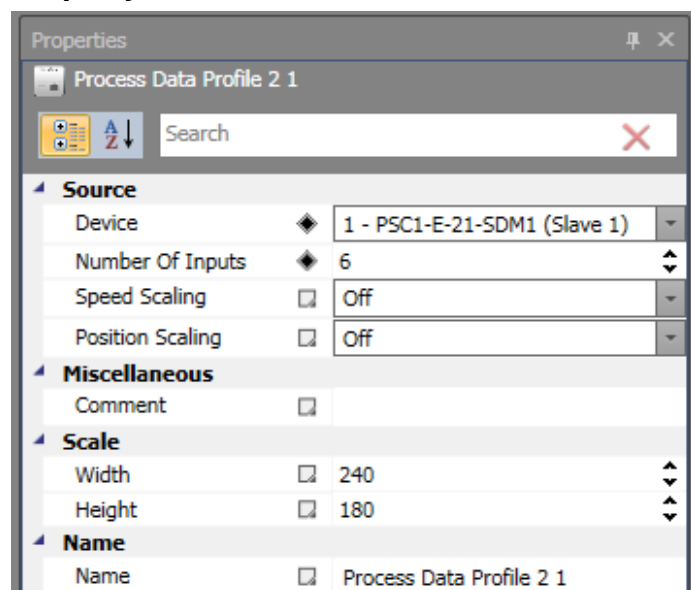 Properties
Process Data Profile 2 1
Search
Source
Device 1 - PSC1-E-21-SDM1 (Slave 1)
Number Of Inputs 6
Speed Scaling Off
Position Scaling Off
Miscellaneous
Comment
Scale
Width 240
Height 180
Name
Name Process Data Profile 2 1